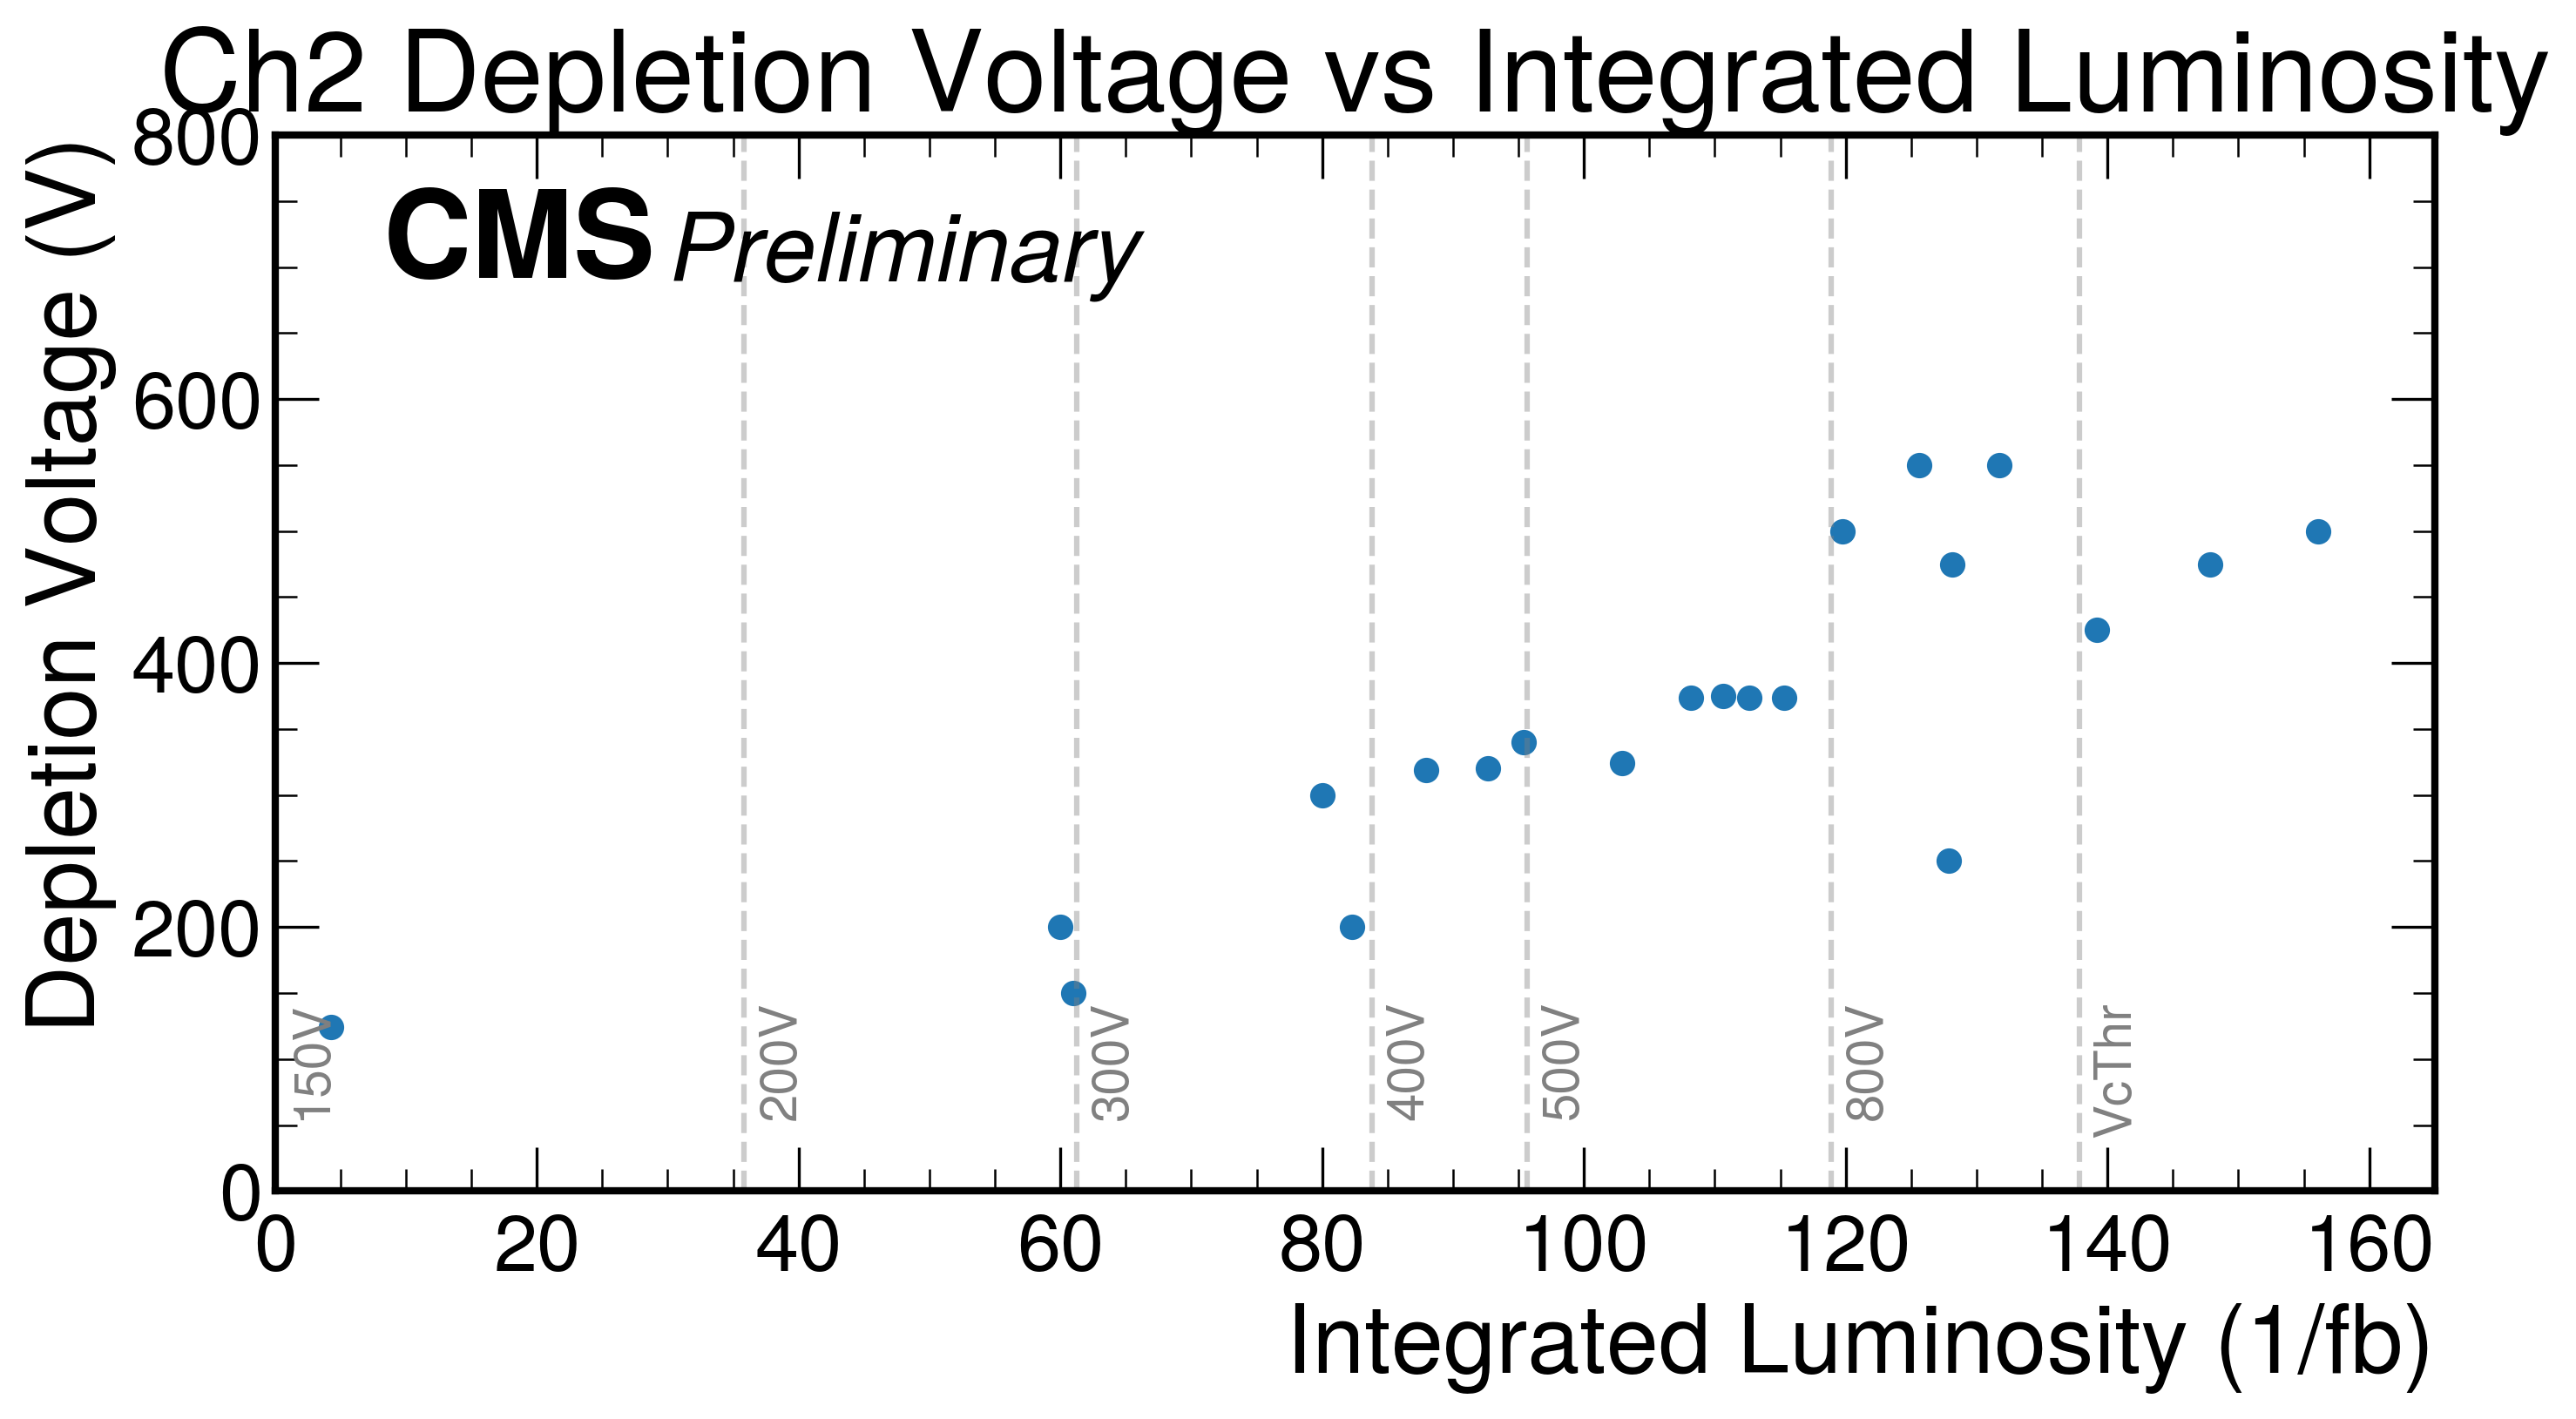 Ch2 Depletion Voltage vs Integrated Luminosity
CMS Preliminary
Depletion Voltage (V)
800
600
400
200
0
150V
200V
300V
400V
500V
800V
VcThr
0 20 40 60 80 100 120 140 160
Integrated Luminosity (1/fb)